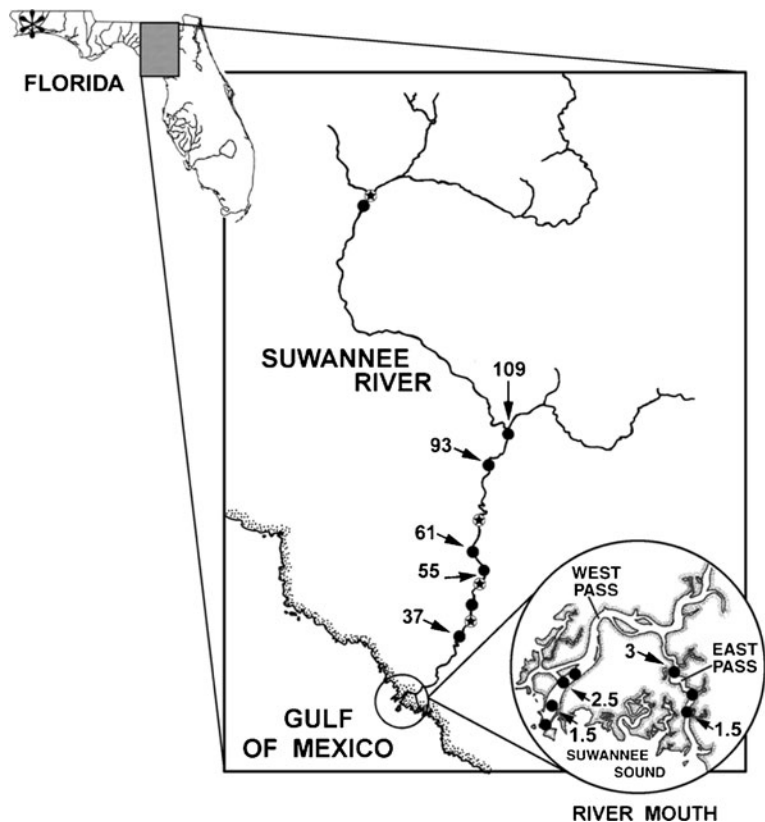 FLORIDA
SUWANNEE
RIVER
109
93
61
55
37
GULF
OF MEXICO
WEST
PASS
EAST
PASS
3
2.5
1.5
1.5
SUWANNEE
SOUND
RIVER MOUTH